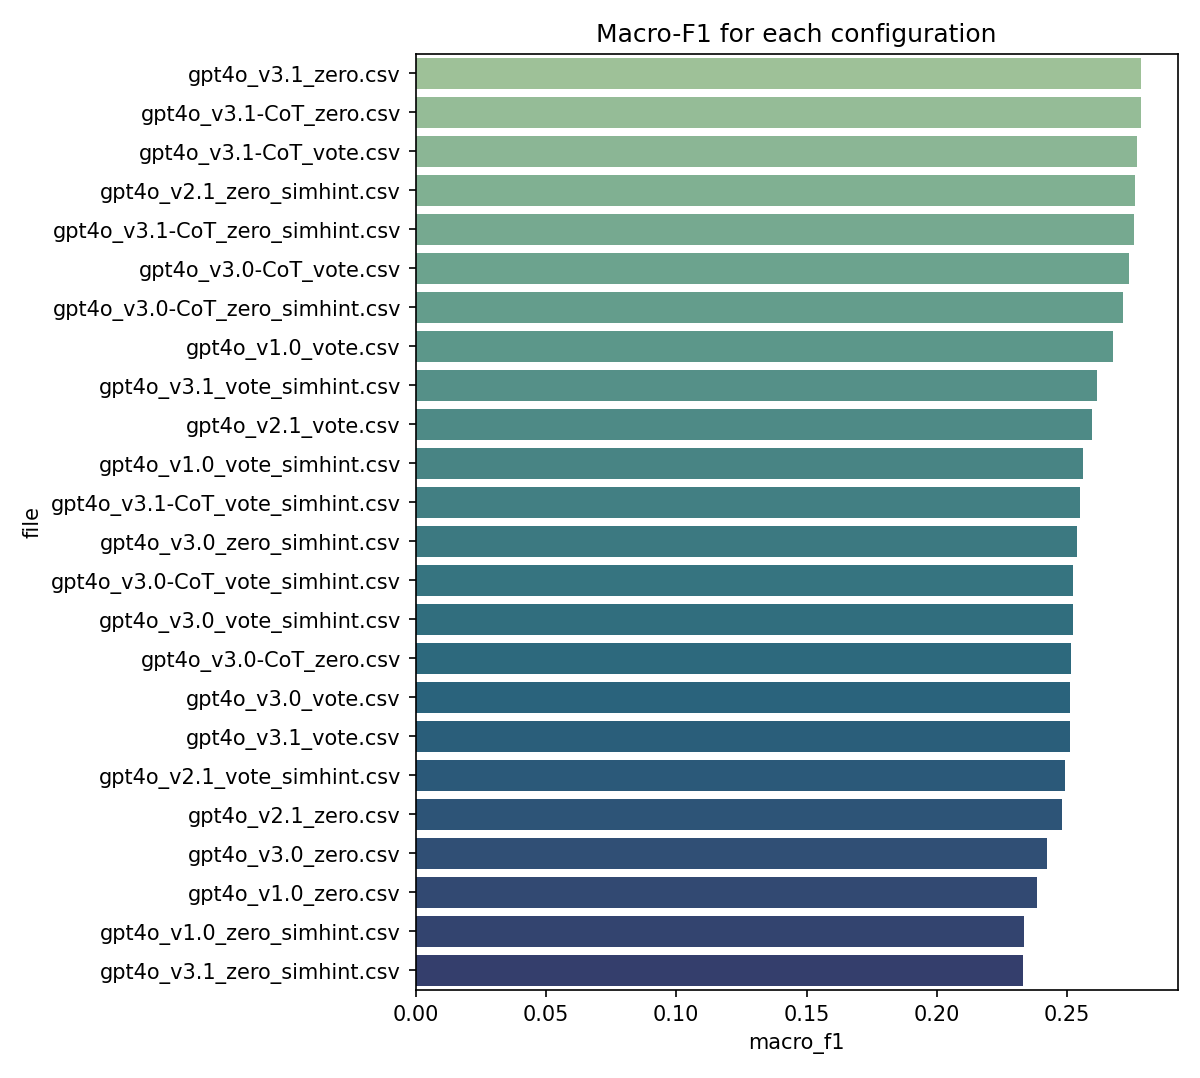 Macro-F1 for each configuration
gpt4o_v3.1_zero.csv
gpt4o_v3.1-CoT_zero.csv
gpt4o_v3.1-CoT_vote.csv
gpt4o_v2.1_zero_simhint.csv
gpt4o_v3.1-CoT_zero_simhint.csv
gpt4o_v3.0-CoT_vote.csv
gpt4o_v3.0-CoT_zero_simhint.csv
gpt4o_v1.0_vote.csv
gpt4o_v3.1_vote_simhint.csv
gpt4o_v2.1_vote.csv
gpt4o_v1.0_vote_simhint.csv
gpt4o_v3.1-CoT_vote_simhint.csv
gpt4o_v3.0_zero_simhint.csv
gpt4o_v3.0-CoT_vote_simhint.csv
gpt4o_v3.0_vote_simhint.csv
gpt4o_v3.0-CoT_zero.csv
gpt4o_v3.0_vote.csv
gpt4o_v3.1_vote.csv
gpt4o_v2.1_vote_simhint.csv
gpt4o_v2.1_zero.csv
gpt4o_v3.0_zero.csv
gpt4o_v1.0_zero.csv
gpt4o_v1.0_zero_simhint.csv
gpt4o_v3.1_zero_simhint.csv
file
0.00 0.05 0.10 0.15 0.20 0.25
macro_f1